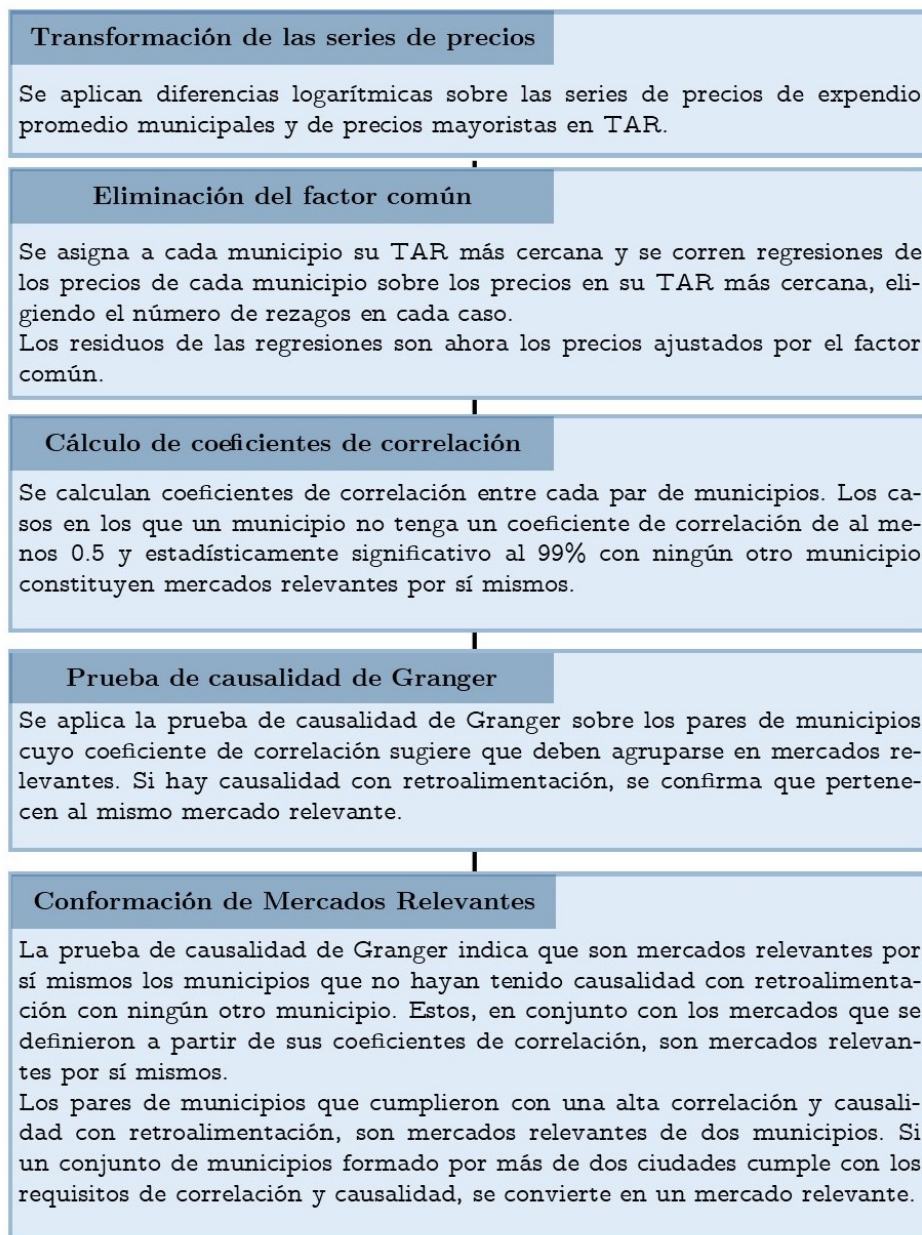 Transformación de las series de precios
Se aplican diferencias logarítmicas sobre las series de precios de expendio
promedio municipales y de precios mayoristas en TAR.
Eliminación del factor común
Se asigna a cada municipio su TAR más cercana y se corren regresiones de
los precios de cada municipio sobre los precios en su TAR más cercana, eli-
giendo el número de rezagos en cada caso.
Los residuos de las regresiones son ahora los precios ajustados por el factor
común.
Cálculo de coeficientes de correlación
Se calculan coeficientes de correlación entre cada par de municipios. Los ca-
sos en los que un municipio no tenga un coeficiente de correlación de al me-
nos 0.5 y estadísticamente significativo al 99% con ningún otro municipio
constituyen mercados relevantes por sí mismos.
Prueba de causalidad de Granger
Se aplica la prueba de causalidad de Granger sobre los pares de municipios
cuyo coeficiente de correlación sugiere que deben agruparse en mercados re-
levantes. Si hay causalidad con retroalimentación, se confirma que pertene-
cen al mismo mercado relevante.
Conformación de Mercados Relevantes
La prueba de causalidad de Granger indica que son mercados relevantes por
sí mismos los municipios que no hayan tenido causalidad con retroalimenta-
ción con ningún otro municipio. Estos, en conjunto con los mercados que se
definieron a partir de sus coeficientes de correlación, son mercados relevan-
tes por sí mismos.
Los pares de municipios que cumplieron con una alta correlación y causali-
dad con retroalimentación, son mercados relevantes de dos municipios. Si
un conjunto de municipios formado por más de dos ciudades cumple con los
requisitos de correlación y causalidad, se convierte en un mercado relevante.